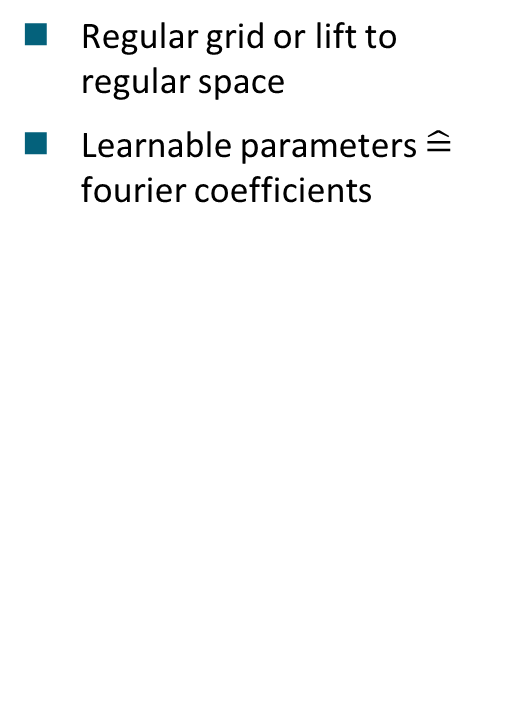 Regular grid or lift to
regular space
Learnable parameters ≙
fourier coefficients